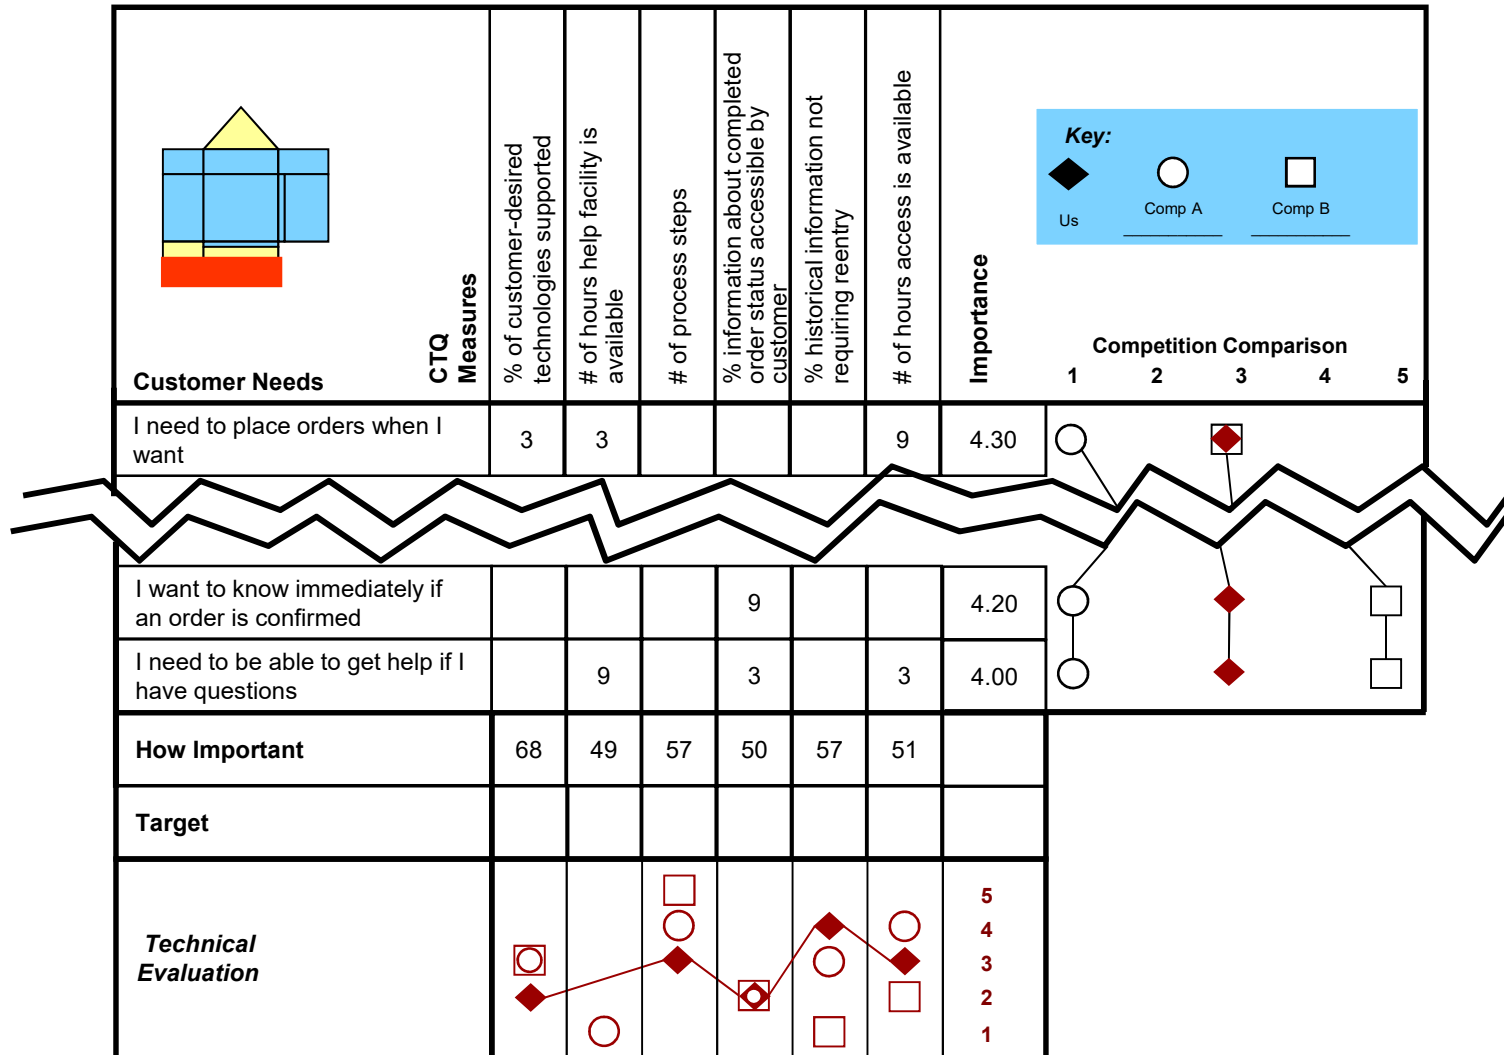 % of customer-desired
technologies supported
# of hours help facility is
available
# of process steps
% information about completed
order status accessible by
customer
% historical information not
requiring reentry
# of hours access is available
Importance
Key:
Us
Comp A
Comp B
CTQ
Measures
Customer Needs
Competition Comparison
1 2 3 4 5
I need to place orders when I
want
3 3 9 4.30
I want to know immediately if
an order is confirmed
9 4.20
I need to be able to get help if I
have questions
9 3 3 4.00
How Important 68 49 57 50 57 51
Target
Technical
Evaluation
5
4
3
2
1